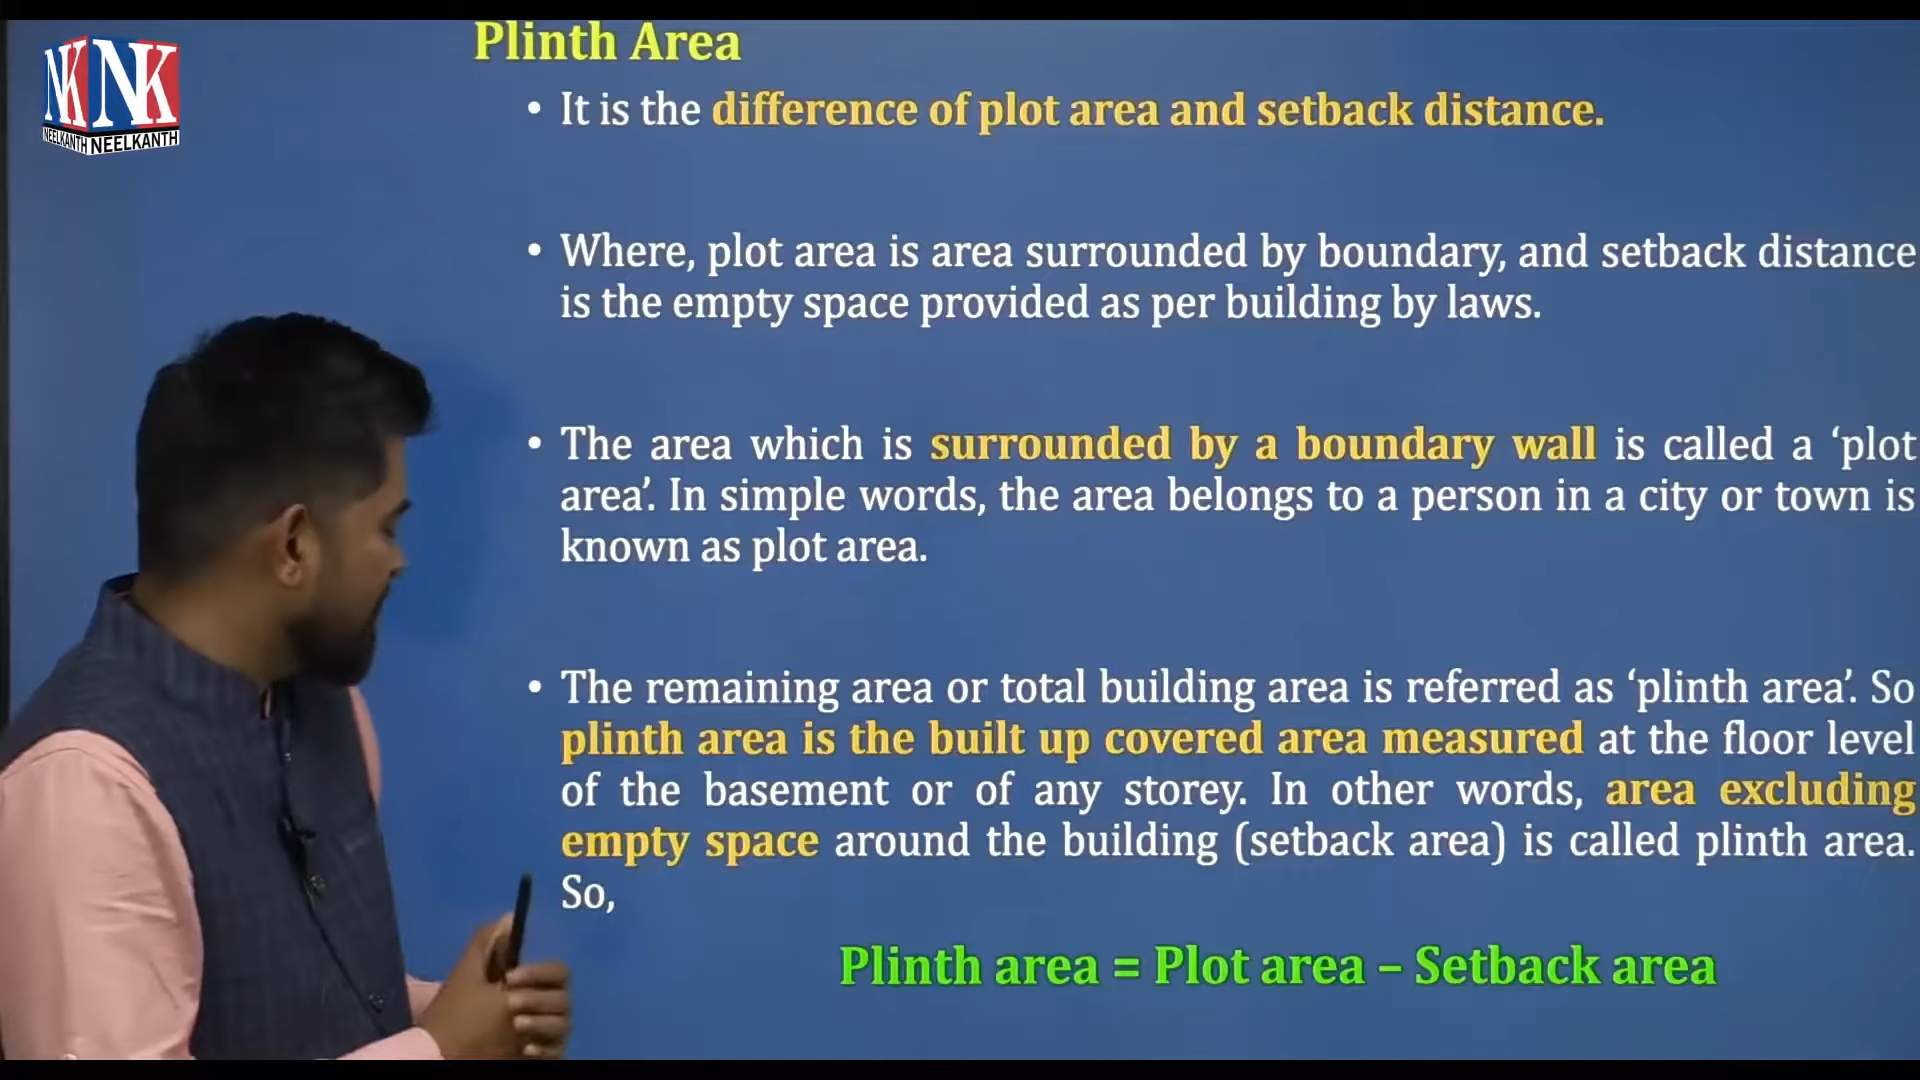 NK NK
NEELKANTH NEELKANTH
Plinth Area
• It is the difference of plot area and setback distance.
• Where, plot area is area surrounded by boundary, and setback distance
is the empty space provided as per building by laws.
• The area which is surrounded by a boundary wall is called a ‘plot
area’. In simple words, the area belongs to a person in a city or town is
known as plot area.
• The remaining area or total building area is referred as ‘plinth area’. So
plinth area is the built up covered area measured at the floor level
of the basement or of any storey. In other words, area excluding
empty space around the building (setback area) is called plinth area.
So,
Plinth area = Plot area – Setback area